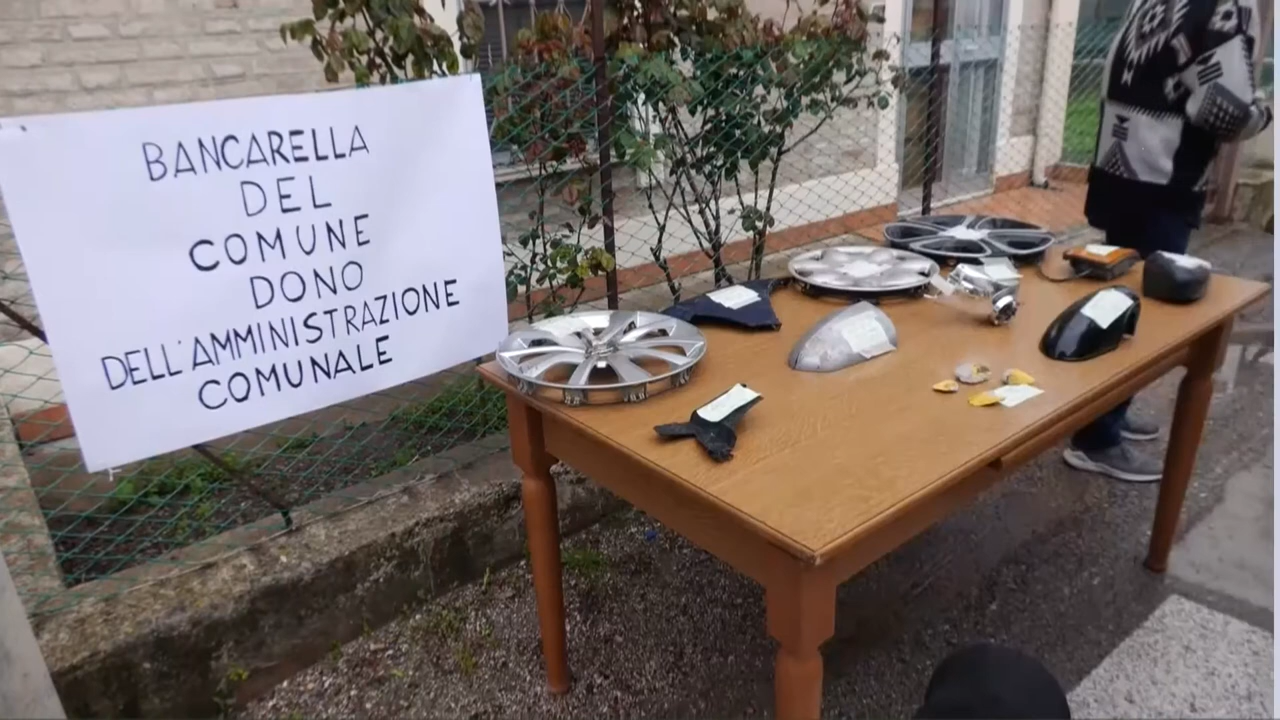 BANCARELLA
DEL
COMUNE
DONO
DELL'AMMINISTRAZIONE
COMUNALE